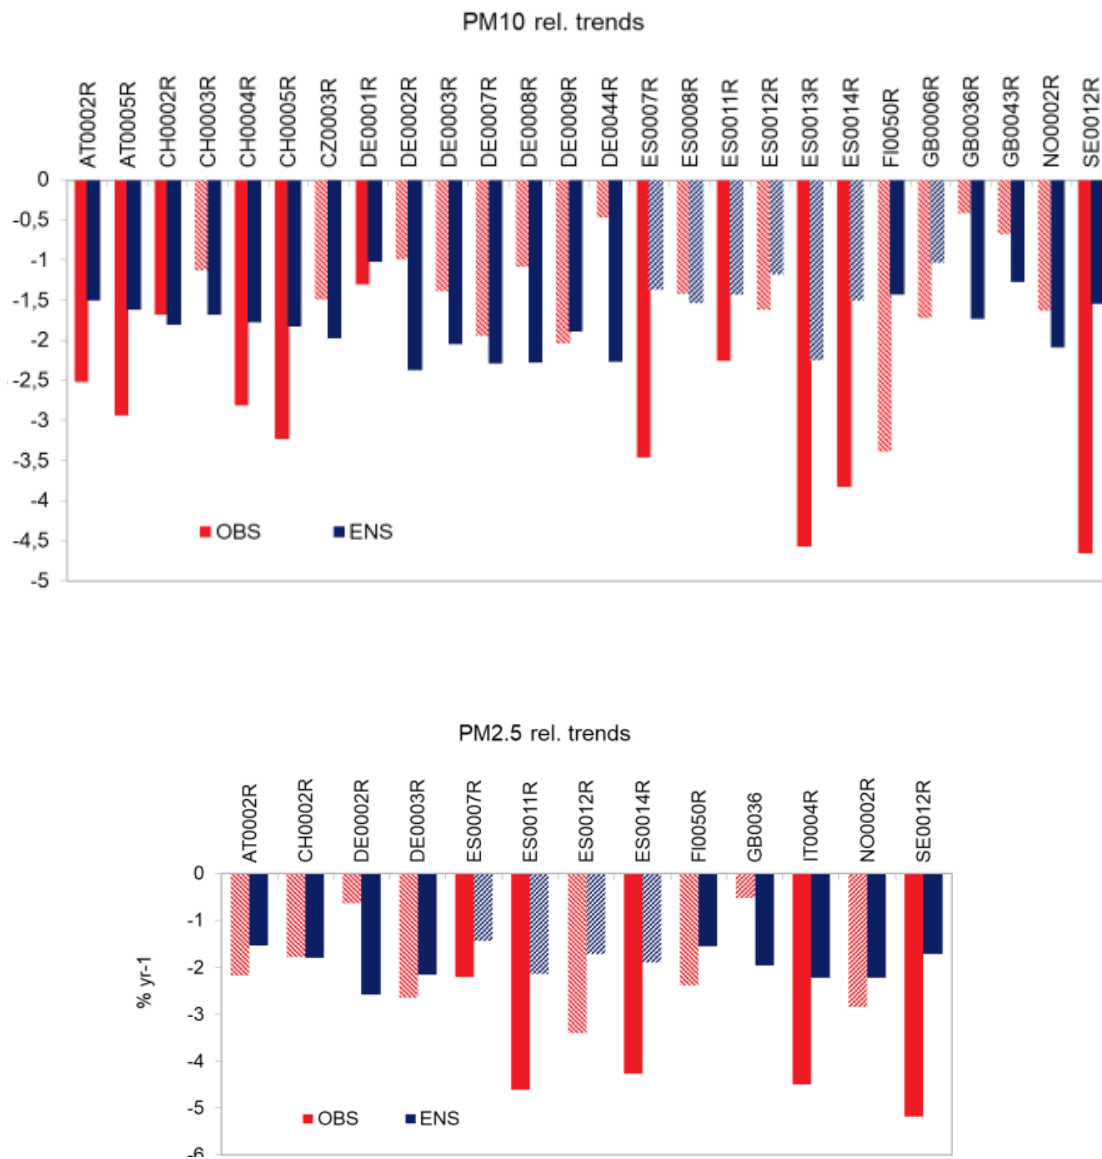 PM10 rel. trends
AT0002R
AT0005R
CH0002R
CH0003R
CH0004R
CH0005R
CZ0003R
DE0001R
DE0002R
DE0003R
DE0007R
DE0008R
DE0009R
DE0044R
ES0007R
ES0008R
ES0011R
ES0012R
ES0013R
ES0014R
FI0050R
GB0006R
GB0036R
GB0043R
NO0002R
SE0012R
0
-0,5
-1
-1,5
-2
-2,5
-3
-3,5
-4
-4,5
-5
OBS ENS
PM2.5 rel. trends
AT0002R
CH0002R
DE0002R
DE0003R
ES0007R
ES0011R
ES0012R
ES0014R
FI0050R
GB0036
IT0004R
NO0002R
SE0012R
% yr-1
0
-1
-2
-3
-4
-5
-6
OBS ENS